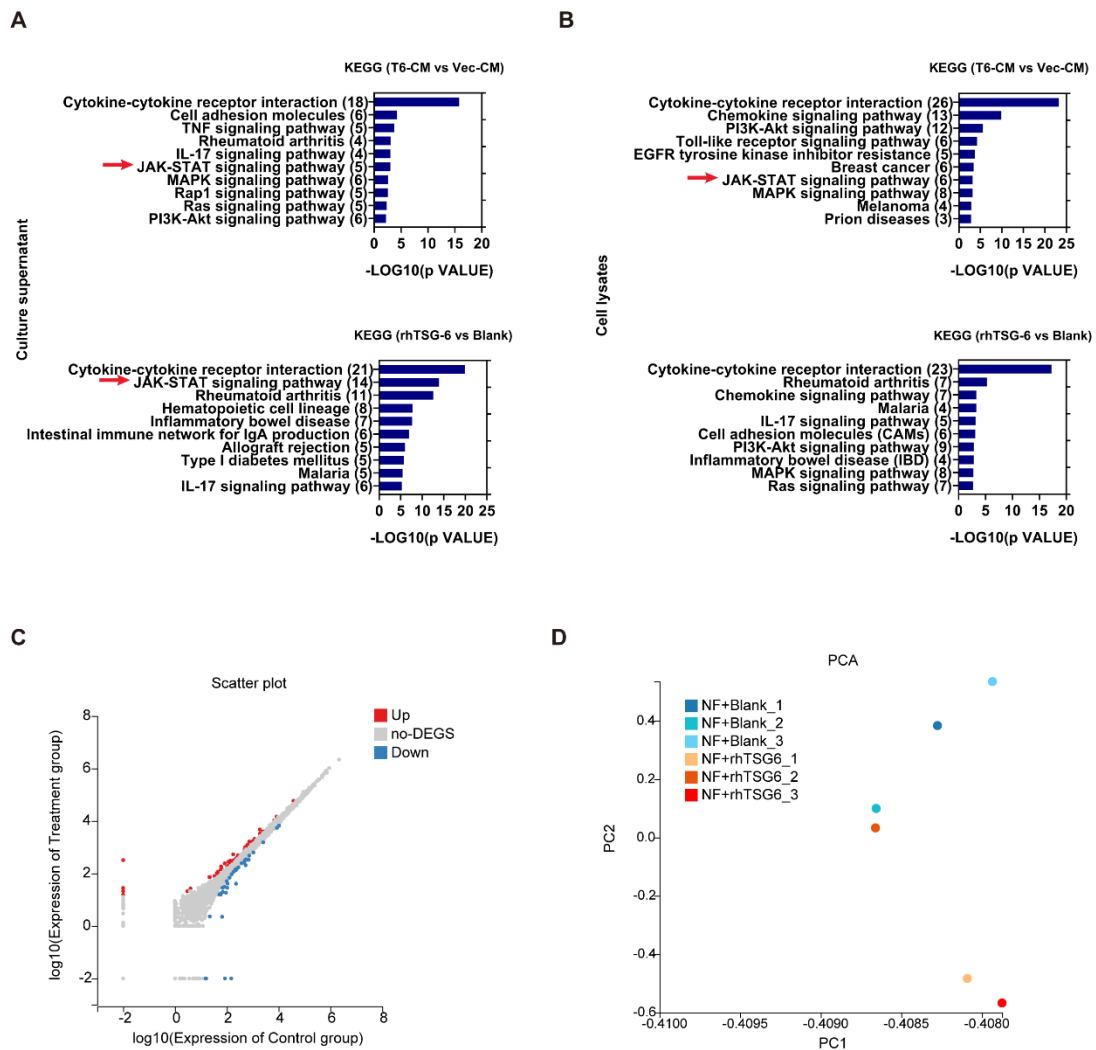 A
B
KEGG (T6-CM vs Vec-CM)
Cytokine-cytokine receptor interaction (18)
Cell adhesion molecules (6)
TNF signaling pathway (5)
Rheumatoid arthritis (4)
IL-17 signaling pathway (4)
JAK-STAT signaling pathway (5)
MAPK signaling pathway (6)
Rap1 signaling pathway (5)
Ras signaling pathway (5)
PI3K-Akt signaling pathway (6)
0 5 10 15 20
-LOG10(p VALUE)
Culture supernatant
KEGG (rhTSG-6 vs Blank)
Cytokine-cytokine receptor interaction (21)
JAK-STAT signaling pathway (14)
Rheumatoid arthritis (11)
Hematopoietic cell lineage (8)
Inflammatory bowel disease (7)
Intestinal immune network for IgA production (6)
Allograft rejection (5)
Type I diabetes mellitus (5)
Malaria (5)
IL-17 signaling pathway (6)
0 5 10 15 20 25
-LOG10(p VALUE)
KEGG (T6-CM vs Vec-CM)
Cytokine-cytokine receptor interaction (26)
Chemokine signaling pathway (13)
PI3K-Akt signaling pathway (12)
Toll-like receptor signaling pathway (6)
EGFR tyrosine kinase inhibitor resistance (5)
Breast cancer (6)
JAK-STAT signaling pathway (6)
MAPK signaling pathway (8)
Melanoma (4)
Prion diseases (3)
0 5 10 15 20 25
-LOG10(p VALUE)
Cell lysates
KEGG (rhTSG-6 vs Blank)
Cytokine-cytokine receptor interaction (23)
Rheumatoid arthritis (7)
Chemokine signaling pathway (7)
Malaria (4)
IL-17 signaling pathway (5)
Cell adhesion molecules (CAMs) (6)
PI3K-Akt signaling pathway (9)
Inflammatory bowel disease (IBD) (4)
MAPK signaling pathway (8)
Ras signaling pathway (7)
0 5 10 15 20
-LOG10(p VALUE)
C
Scatter plot
Up
no-DEGS
Down
log10(Expression of Treatment group)
8
6
4
2
0
-2
-2 0 2 4 6 8
log10(Expression of Control group)
D
PCA
NF+Blank_1
NF+Blank_2
NF+Blank_3
NF+rhTSG6_1
NF+rhTSG6_2
NF+rhTSG6_3
PC2
0.4
0.2
0.0
-0.2
-0.4
-0.6
-0.4100 -0.4095 -0.4090 -0.4085 -0.4080
PC1